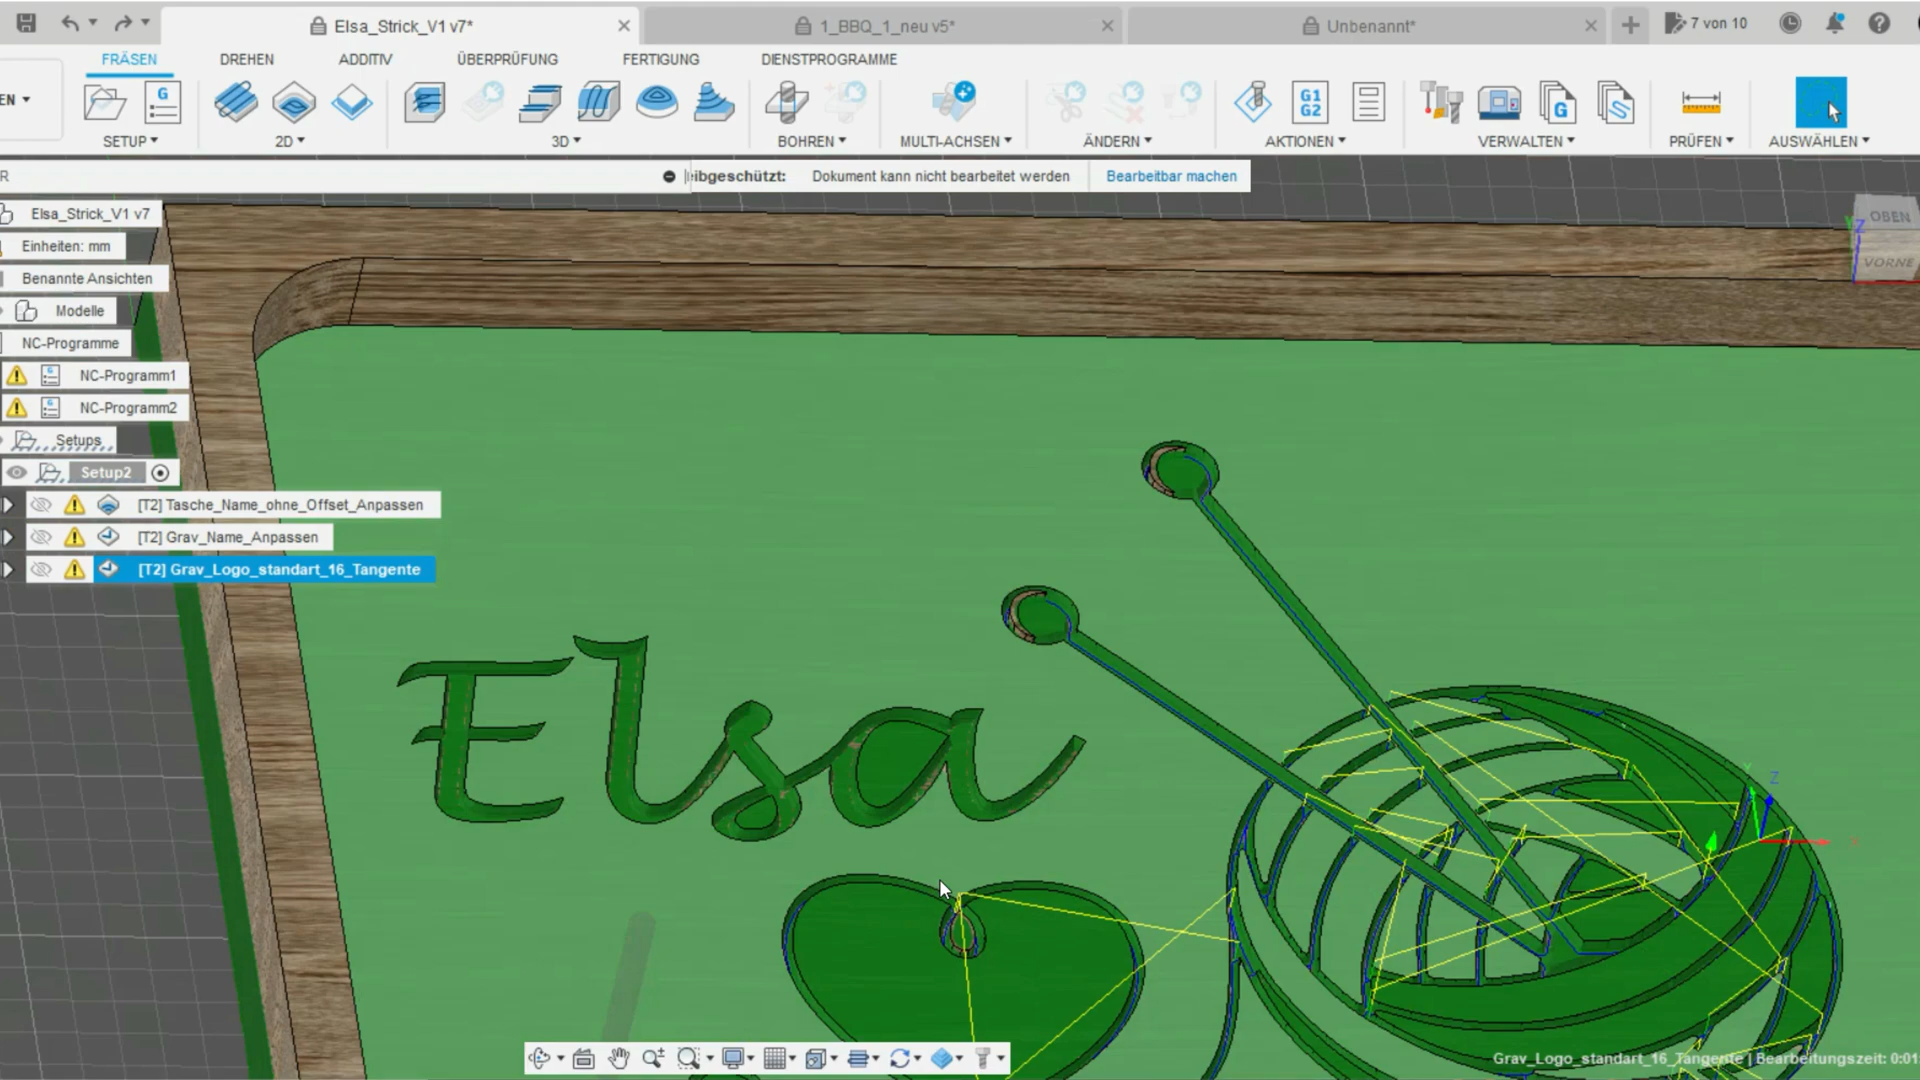 Elsa_Strick_V1 v7*
1_BBQ_1_neu v5*
Unbenannt*
7 von 10
FRÄSEN
DREHEN
ADDITIV
ÜBERPRÜFUNG
FERTIGUNG
DIENSTPROGRAMME
EN
G
G1
G2
G
SETUP
2D
3D
BOHREN
MULTI-ACHSEN
ÄNDERN
AKTIONEN
VERWALTEN
PRÜFEN
AUSWÄHLEN
R
eibgeschützt:
Dokument kann nicht bearbeitet werden
Bearbeitbar machen
Elsa_Strick_V1 v7
Einheiten: mm
Benannte Ansichten
Modelle
NC-Programme
NC-Programm1
NC-Programm2
Setups
Setup2
[T2] Tasche_Name_ohne_Offset_Anpassen
[T2] Grav_Name_Anpassen
[T2] Grav_Logo_standart_16_Tangente
OBEN
VORNE
Z
Y
Z
Elsa
Grav_Logo_standart_16_Tangente | Bearbeitungszeit: 0:01: